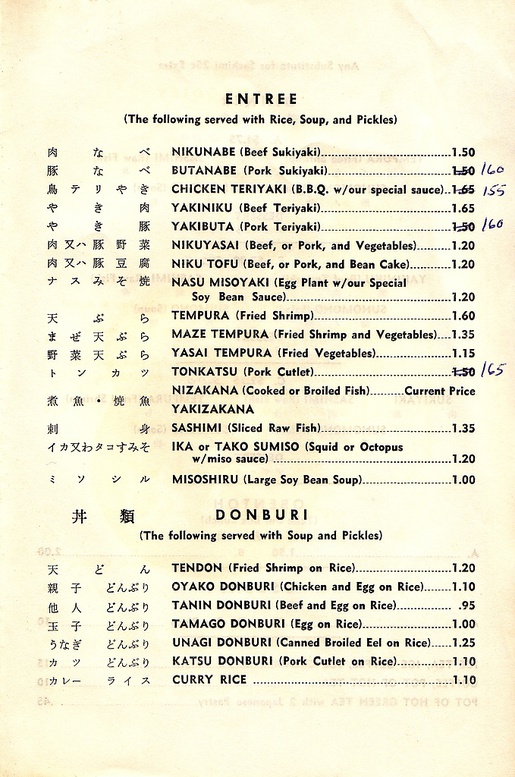 ENTREE
(The following served with Rice, Soup, and Pickles)
肉なべ NIKUNABE (Beef Sukiyaki)..........1.50
豚なべ BUTANABE (Pork Sukiyaki)..........1.50 160
鳥テリやき CHICKEN TERIYAKI (B.B.Q. w/our special sauce)..1.65 155
やき肉 YAKINIKU (Beef Teriyaki)..........1.65
やき豚 YAKIBUTA (Pork Teriyaki)..........1.50 160
肉又ハ豚野菜 NIKUYASAI (Beef, or Pork, and Vegetables)..........1.20
肉又ハ豚豆腐 NIKU TOFU (Beef, or Pork, and Bean Cake)..........1.20
ナスみそ焼 NASU MISOYAKI (Egg Plant w/our Special
Soy Bean Sauce)..........1.20
天ぷら TEMPURA (Fried Shrimp)..........1.60
まぜ天ぷら MAZE TEMPURA (Fried Shrimp and Vegetables)...1.35
野菜天ぷら YASAI TEMPURA (Fried Vegetables)..........1.15
トンカツ TONKATSU (Pork Cutlet)..........1.50 165
煮魚・焼魚 NIZAKANA (Cooked or Broiled Fish)..........Current Price
YAKIZAKANA
刺身 SASHIMI (Sliced Raw Fish)..........1.35
イカ又わタコすみそ IKA or TAKO SUMISO (Squid or Octopus
w/miso sauce)..........1.20
ミソシル MISOSHIRU (Large Soy Bean Soup)..........1.00
丼類 DONBURI
(The following served with Soup and Pickles)
天どん TENDON (Fried Shrimp on Rice)..........1.20
親子どんぶり OYAKO DONBURI (Chicken and Egg on Rice)....1.10
他人どんぶり TANIN DONBURI (Beef and Egg on Rice)..........95
玉子どんぶり TAMAGO DONBURI (Egg on Rice)..........1.00
うなぎどんぶり UNAGI DONBURI (Canned Broiled Eel on Rice)....1.25
カツどんぶり KATSU DONBURI (Pork Cutlet on Rice)..........1.10
カレーライス CURRY RICE ..........1.10